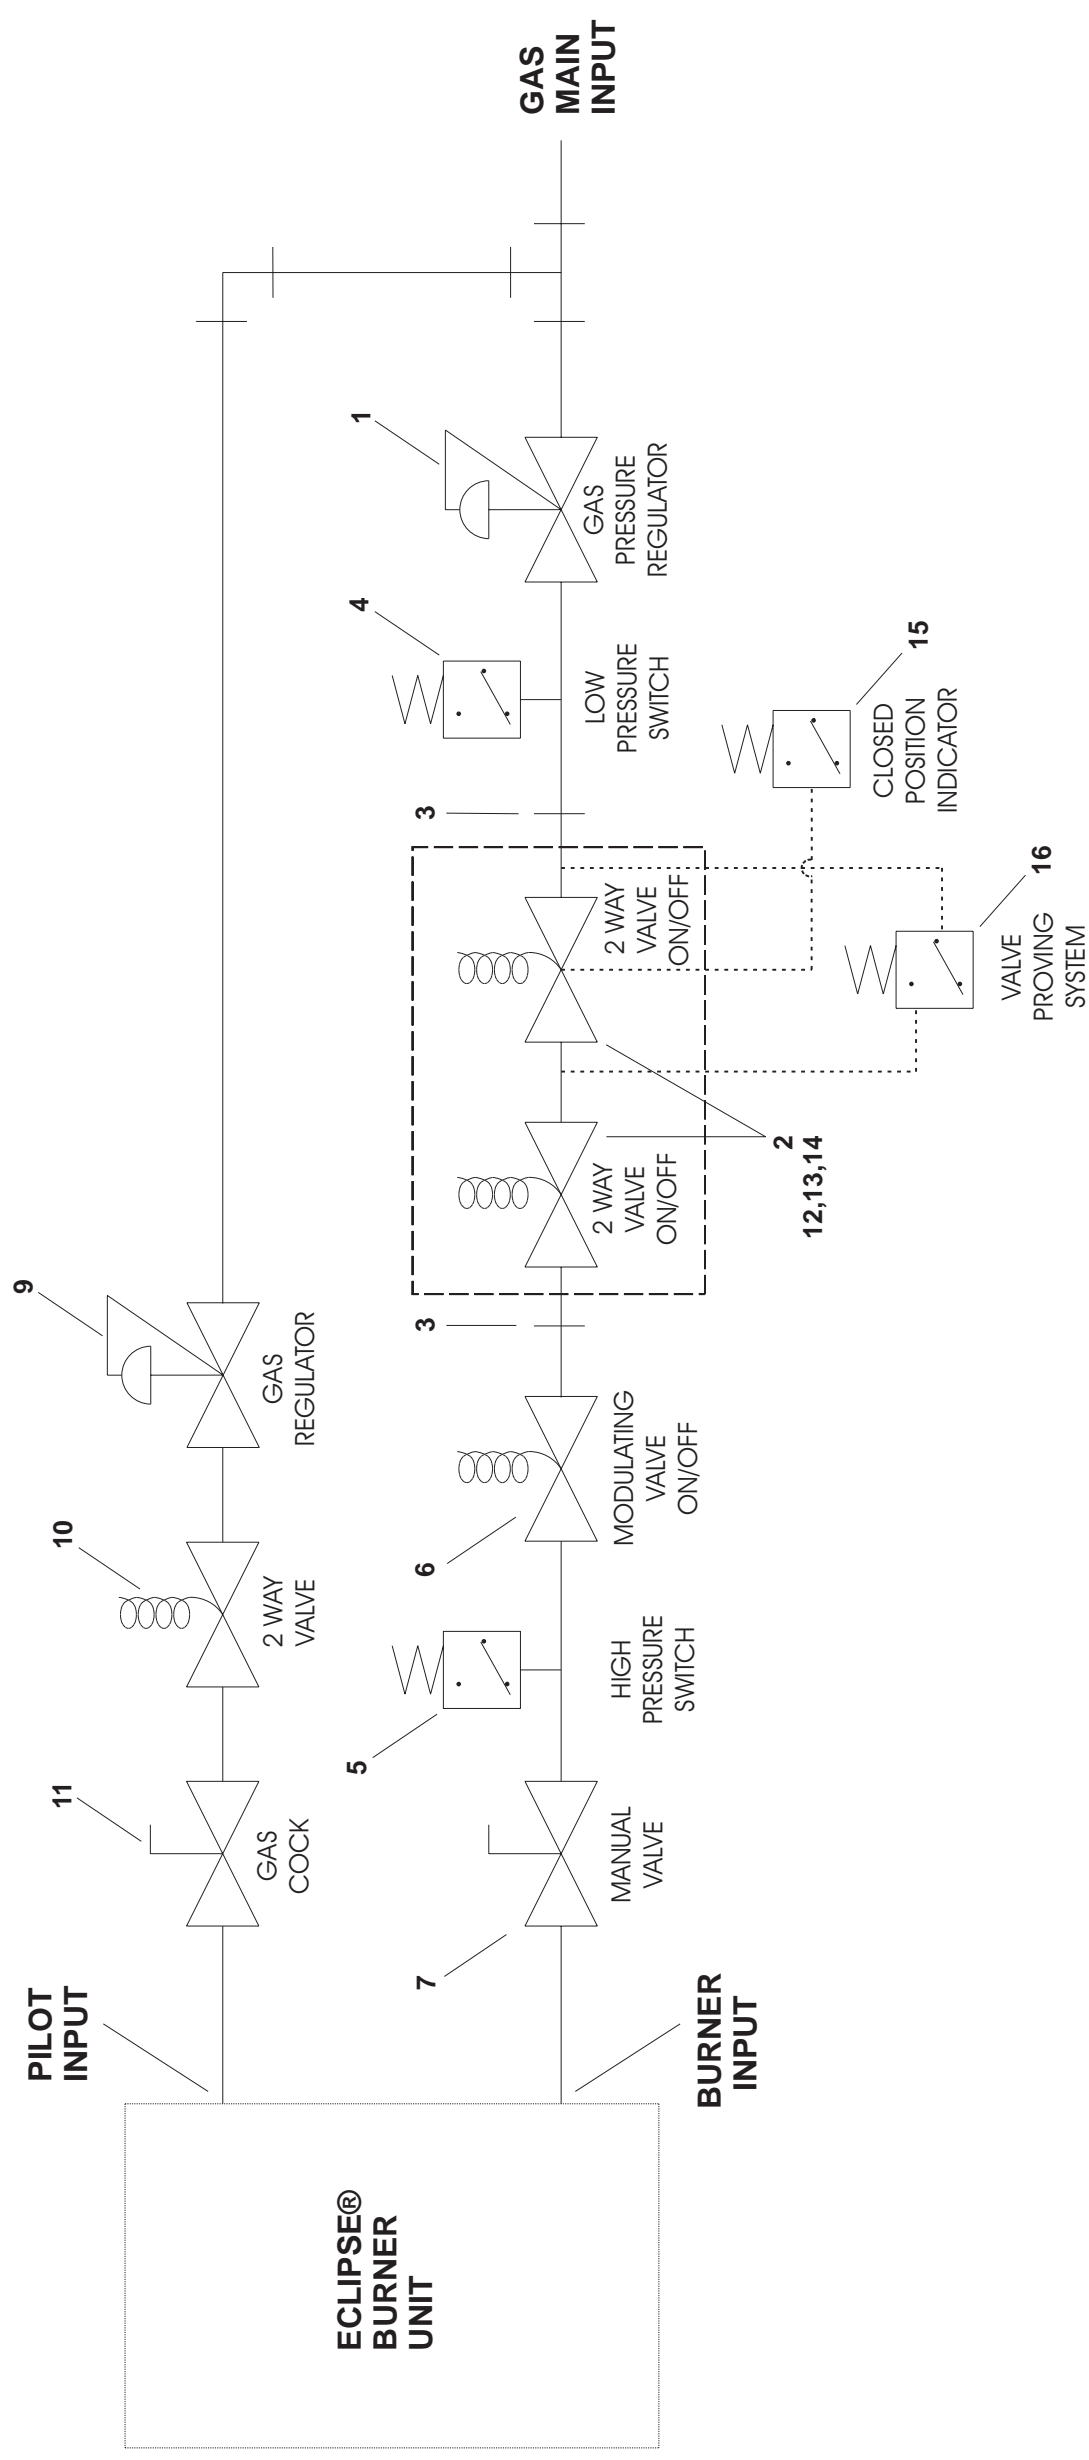 PILOT
INPUT
11
10
9
GAS
COCK
2 WAY
VALVE
GAS
REGULATOR
ECLIPSE®
BURNER
UNIT
5
7
6
3
3
4
1
GAS
MAIN
INPUT
MANUAL
VALVE
HIGH
PRESSURE
SWITCH
MODULATING
VALVE
ON/OFF
2 WAY
VALVE
ON/OFF
2 WAY
VALVE
ON/OFF
LOW
PRESSURE
SWITCH
GAS
PRESSURE
REGULATOR
BURNER
INPUT
2
12,13,14
15
CLOSED
POSITION
INDICATOR
16
VALVE
PROVING
SYSTEM